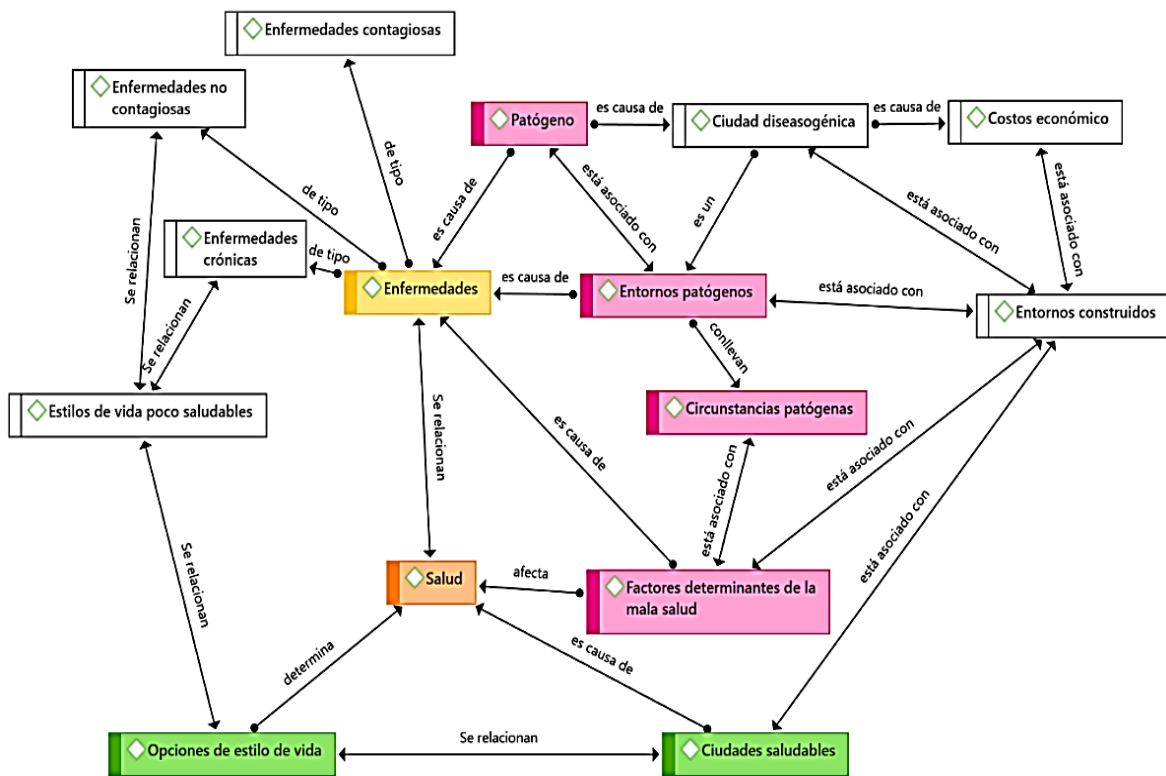 Enfermedades contagiosas
Enfermedades no
contagiosas
Patógeno
es causa de
Ciudad diseasogénica
es causa de
Costos económico
de tipo
de tipo
es causa de
está asociado con
es un
está asociado con
está asociado con
Se relacionan
Enfermedades
crónicas
de tipo
Enfermedades
es causa de
Entornos patógenos
está asociado con
Entornos construidos
Se relacionan
conllevan
Estilos de vida poco saludables
Circunstancias patógenas
Se relacionan
es causa de
está asociado con
está asociado con
está asociado con
Salud
afecta
Factores determinantes de la
mala salud
Se relacionan
determina
es causa de
Opciones de estilo de vida
Se relacionan
Ciudades saludables